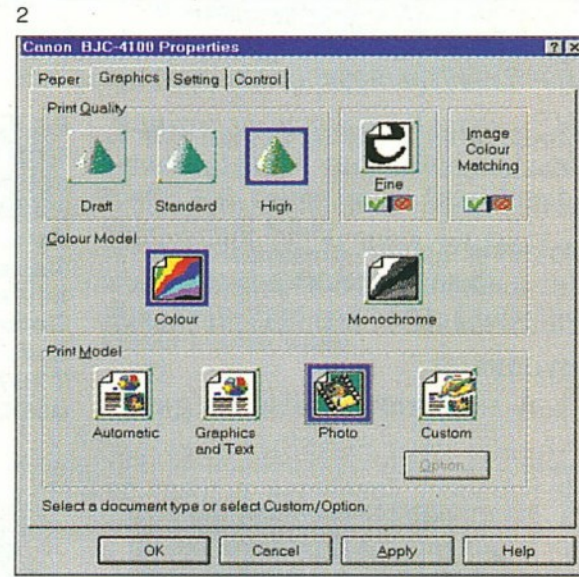 2
Canon BJC-4100 Properties
Paper Graphics Setting Control
Print Quality
Draft Standard High
Fine
Image
Colour
Matching
Colour Model
Colour Monochrome
Print Model
Automatic Graphics and Text Photo Custom
Option...
Select a document type or select Custom/Option.
OK Cancel Apply Help